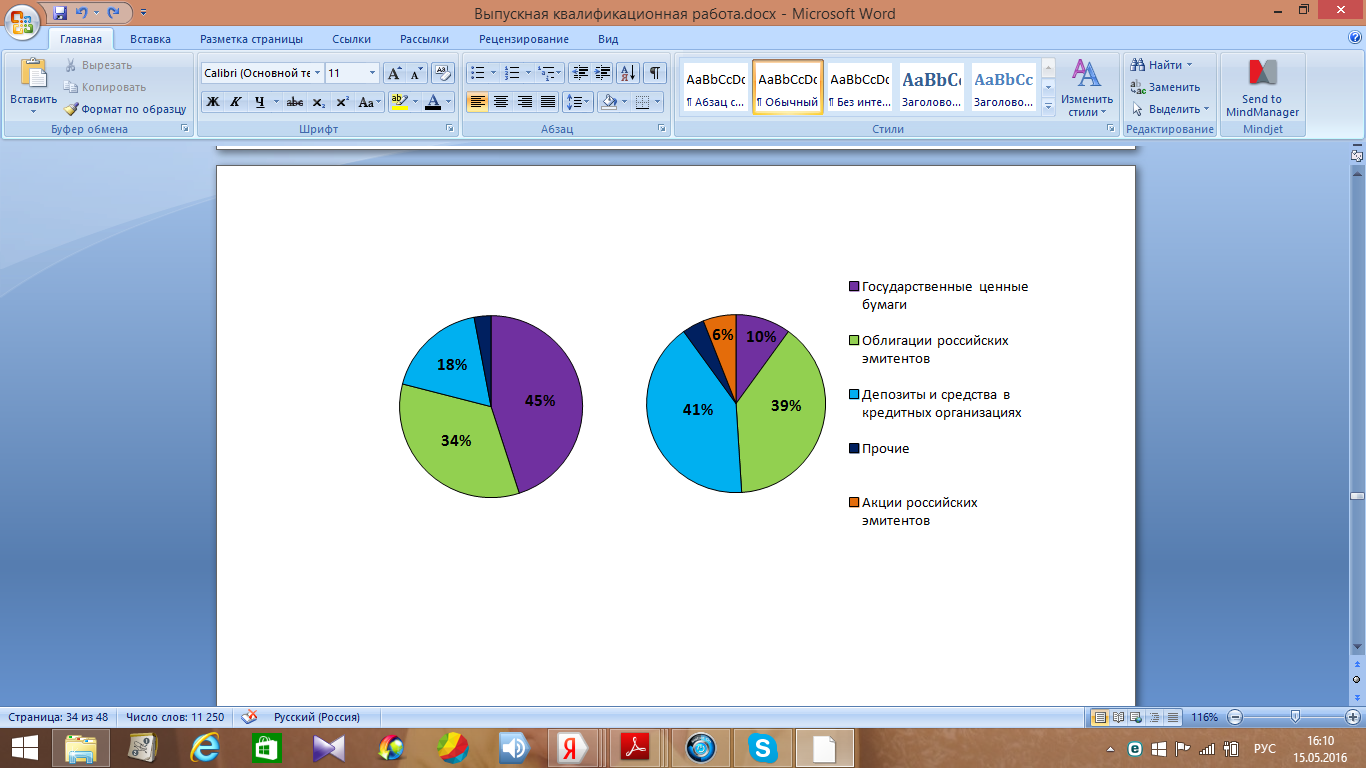 Выпускная квалификационная работа.docx - Microsoft Word
Главная Вставка Разметка страницы Ссылки Рассылки Рецензирование Вид
Вставить
Вырезать
Копировать
Формат по образцу
Буфер обмена
Calibri (Основной те 11
Ж К Ч abc x₂ x² Aa
Шрифт
Абзац
AaBbCcDc AaBbCcDc AaBbCcDc AaBbCc AaBbCc
¶ Абзац с... ¶ Обычный ¶ Без инте... Заголово... Заголово...
Изменить
стили
Стили
Найти
Заменить
Выделить
Редактирование
Send to
MindManager
Mindjet
18%
45%
34%
6%
10%
41%
39%
Государственные ценные
бумаги
Облигации российских
эмитентов
Депозиты и средства в
кредитных организациях
Прочие
Акции российских
эмитентов
Страница: 34 из 48 Число слов: 11 250 Русский (Россия) 116%
РУС
16:10
15.05.2016